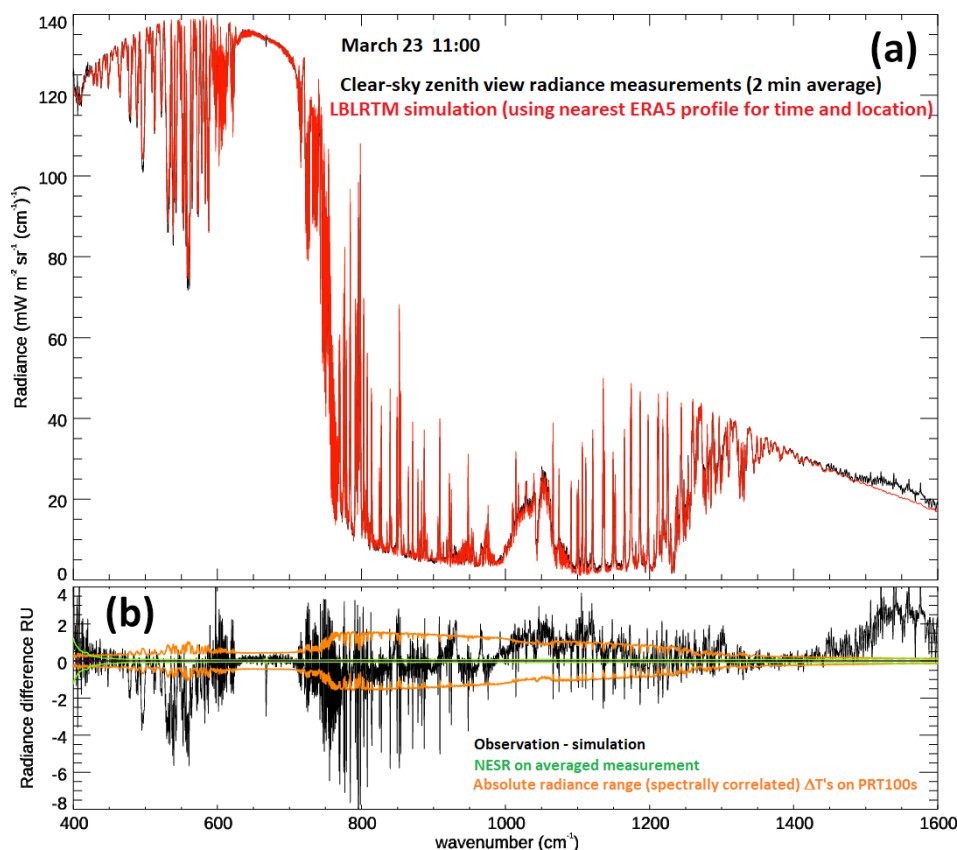 140
120
100
80
60
40
20
0
Radiance (mW m⁻² sr⁻¹ (cm⁻¹)⁻¹)
March 23 11:00
(a)
Clear-sky zenith view radiance measurements (2 min average)
LBLRTM simulation (using nearest ERA5 profile for time and location)
4
2
0
-2
-4
-6
-8
Radiance difference RU
(b)
Observation - simulation
NESR on averaged measurement
Absolute radiance range (spectrally correlated) ΔT's on PRT100s
400 600 800 1000 1200 1400 1600
wavenumber (cm⁻¹)